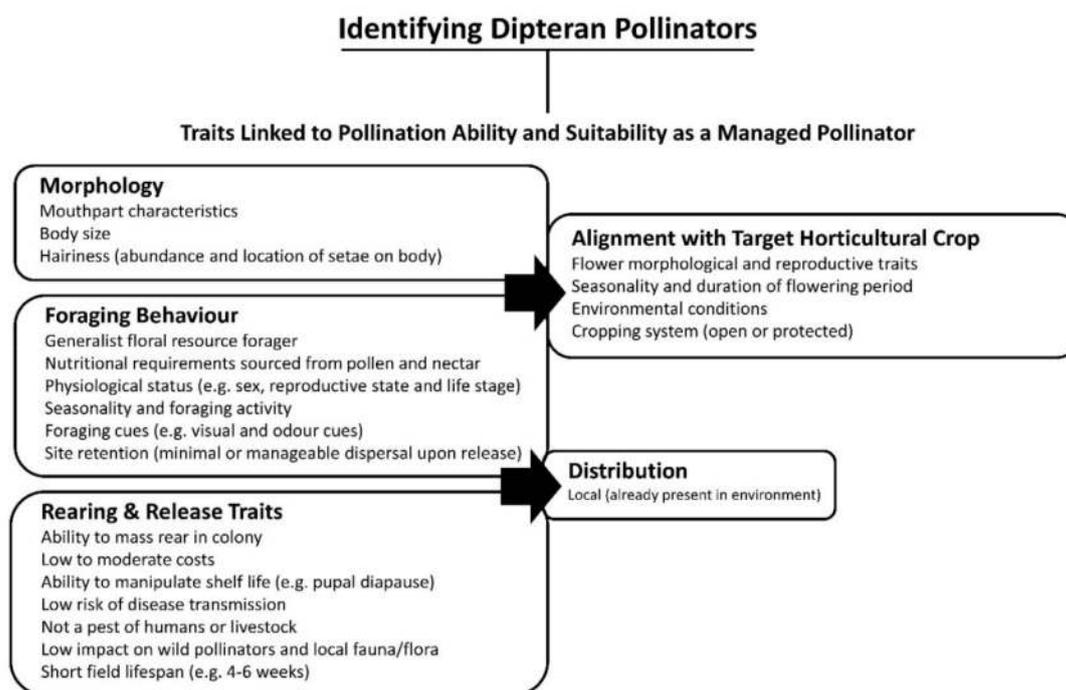 Identifying Dipteran Pollinators
Traits Linked to Pollination Ability and Suitability as a Managed Pollinator
Morphology
Mouthpart characteristics
Body size
Hairiness (abundance and location of setae on body)
Foraging Behaviour
Generalist floral resource forager
Nutritional requirements sourced from pollen and nectar
Physiological status (e.g. sex, reproductive state and life stage)
Seasonality and foraging activity
Foraging cues (e.g. visual and odour cues)
Site retention (minimal or manageable dispersal upon release)
Rearing & Release Traits
Ability to mass rear in colony
Low to moderate costs
Ability to manipulate shelf life (e.g. pupal diapause)
Low risk of disease transmission
Not a pest of humans or livestock
Low impact on wild pollinators and local fauna/flora
Short field lifespan (e.g. 4-6 weeks)
Alignment with Target Horticultural Crop
Flower morphological and reproductive traits
Seasonality and duration of flowering period
Environmental conditions
Cropping system (open or protected)
Distribution
Local (already present in environment)